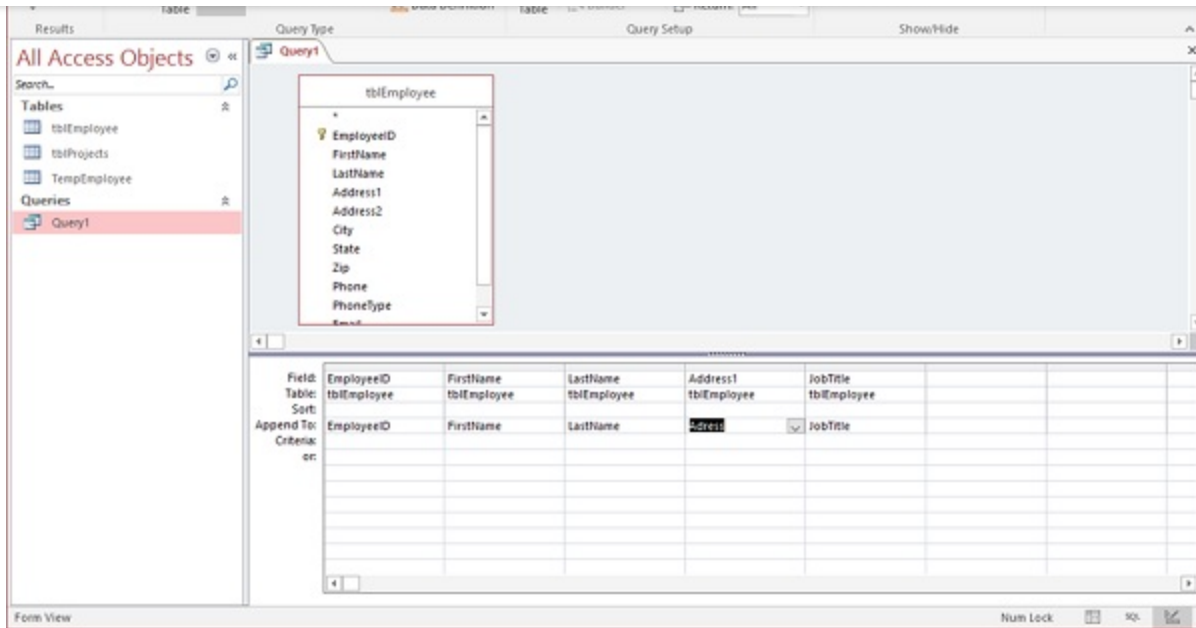 Table
Table
Results
Query Type
Query Setup
Show/Hide
All Access Objects
Query1
Search...
Tables
tblEmployee
tblProjects
TempEmployee
Queries
Query1
tblEmployee
*
EmployeeID
FirstName
LastName
Address1
Address2
City
State
Zip
Phone
PhoneType
Field: EmployeeID FirstName LastName Address1 JobTitle
Table: tblEmployee tblEmployee tblEmployee tblEmployee tblEmployee
Sort:
Append To: EmployeeID FirstName LastName Adress JobTitle
Criteria:
or:
Form View
Num Lock
SQL